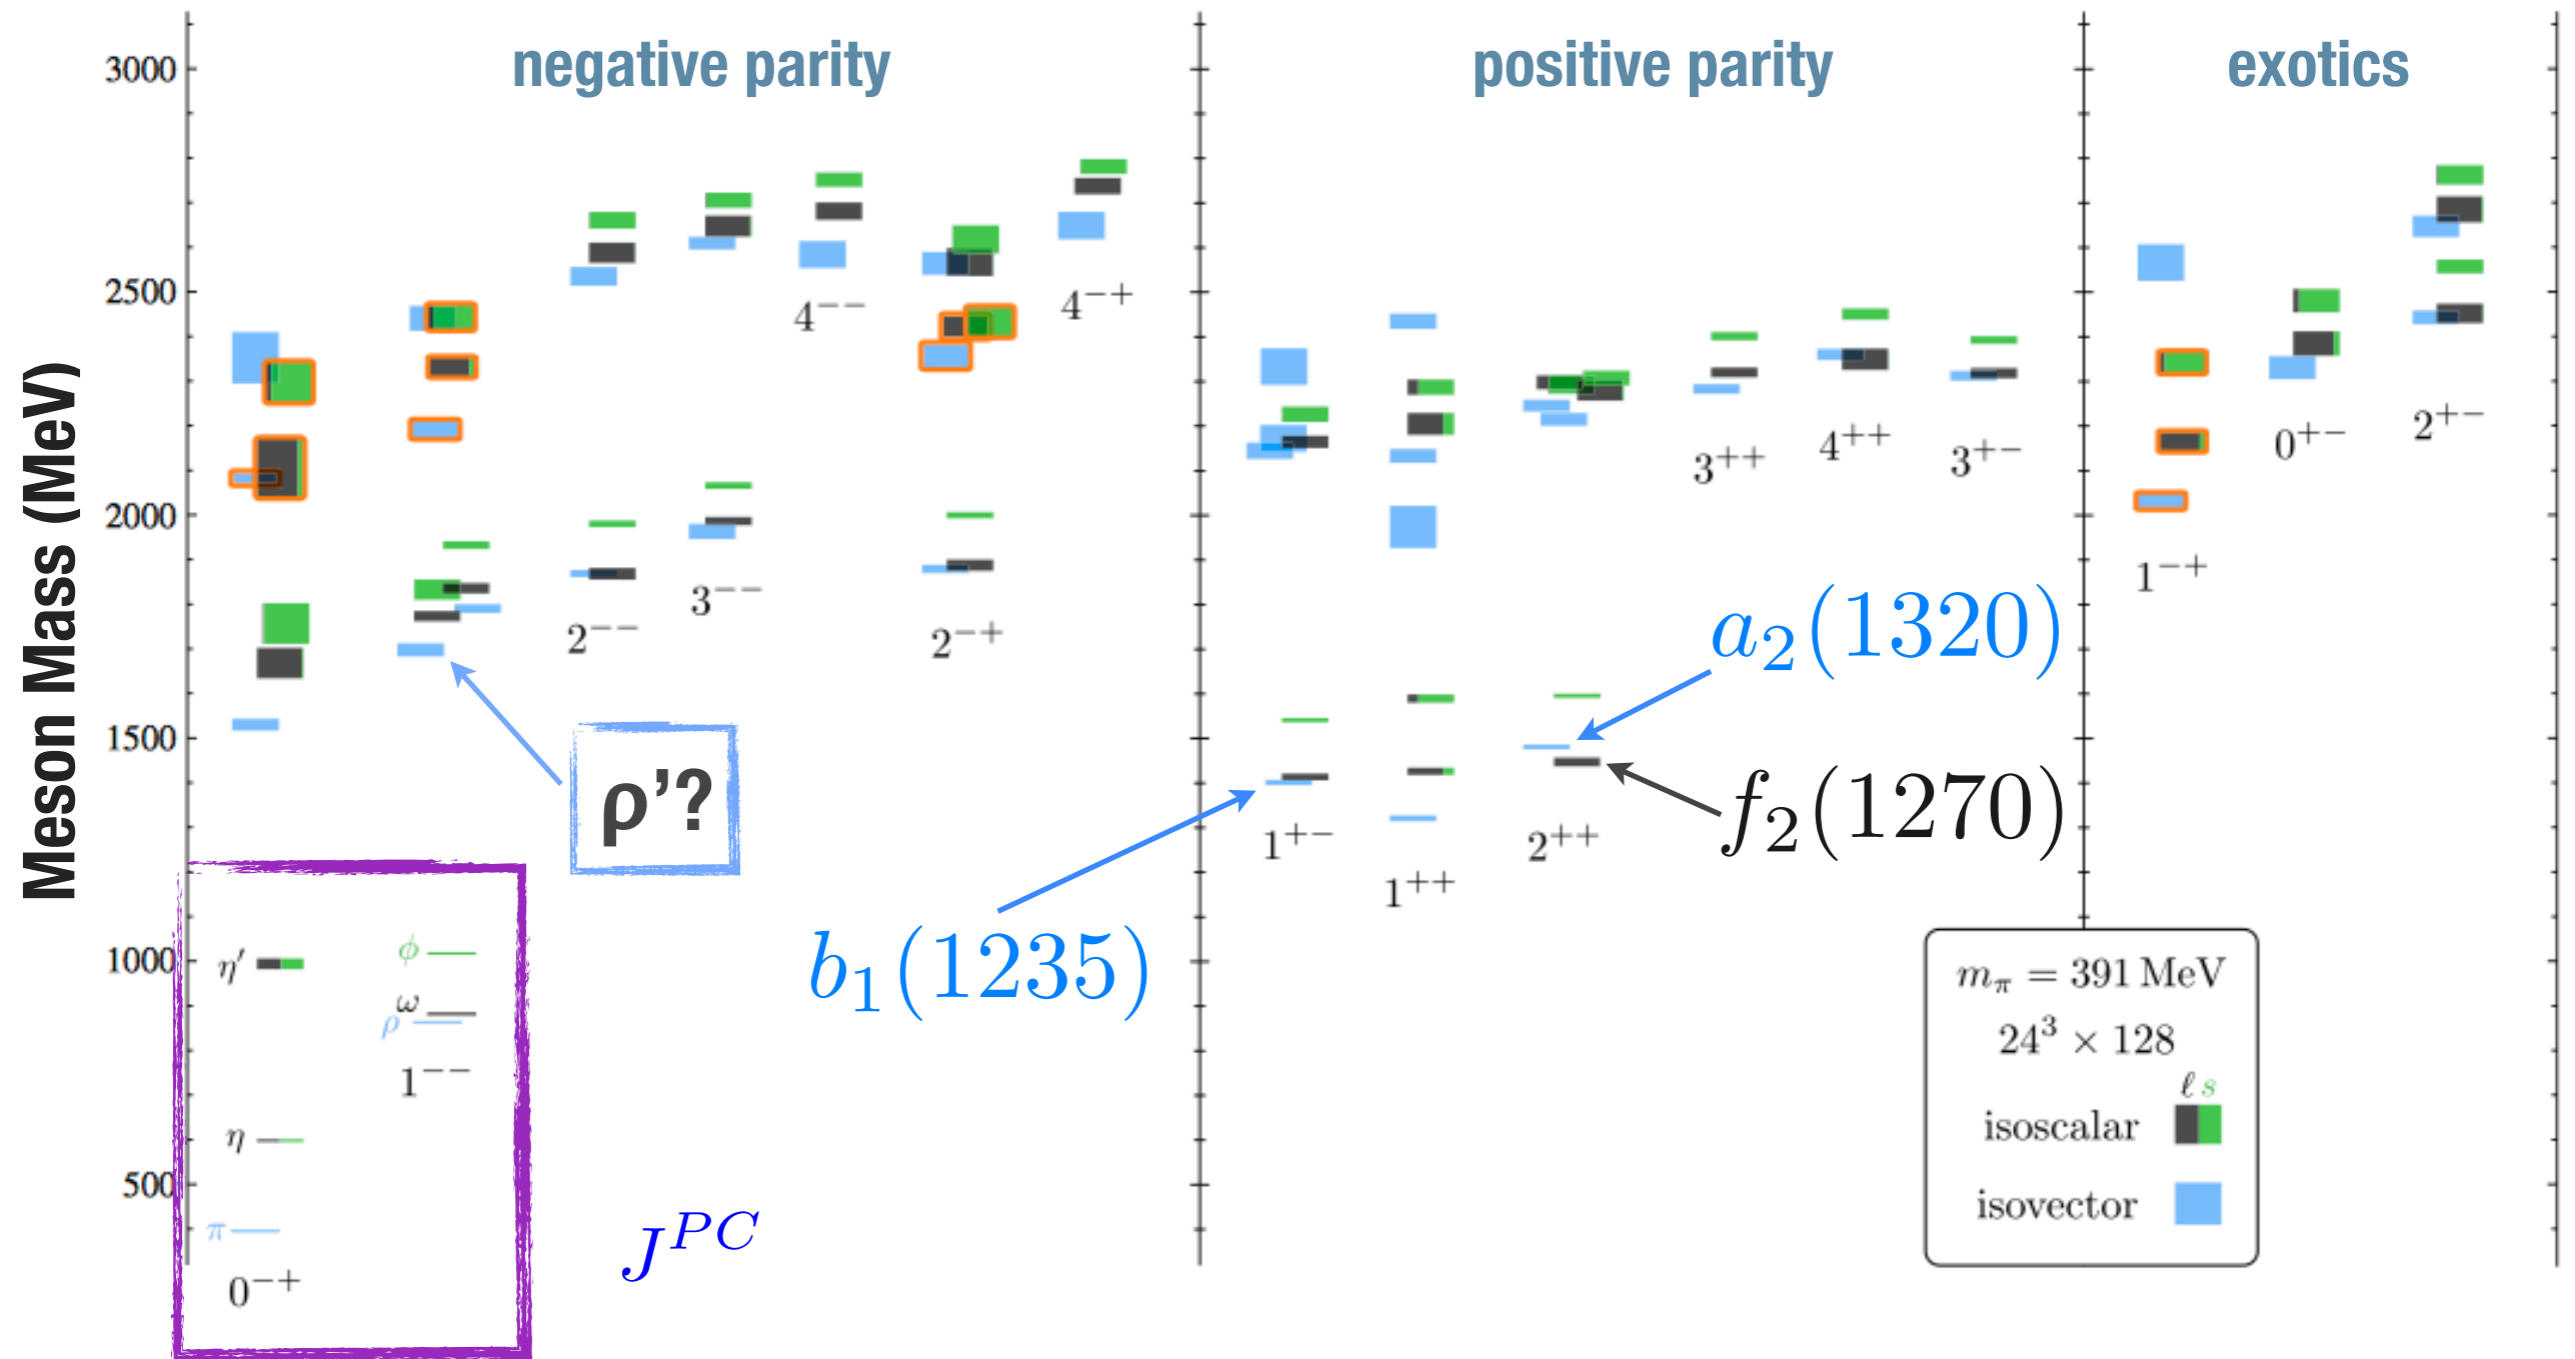 negative parity
positive parity
exotics
Meson Mass (MeV)
3000
2500
2000
1500
1000
500
4⁻⁻
4⁻⁺
2⁻⁻
3⁻⁻
2⁻⁺
ρ’?
η′
ϕ
ω
ρ
1⁻⁻
η
π
0⁻⁺
J^{PC}
b₁(1235)
1⁺⁻
1⁺⁺
2⁺⁺
3⁺⁺
4⁺⁺
3⁺⁻
a₂(1320)
f₂(1270)
1⁻⁺
0⁺⁻
2⁺⁻
m_π = 391 MeV
24³ × 128
ℓ s
isoscalar
isovector